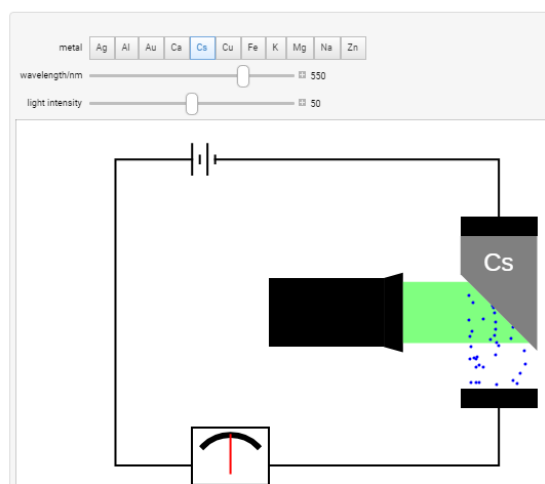 metal Ag Al Au Ca Cs Cu Fe K Mg Na Zn
wavelength/nm 550
light intensity 50
Cs